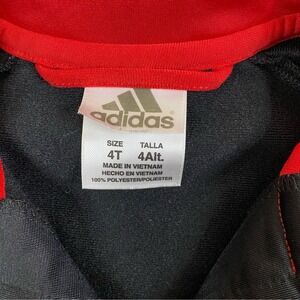 adidas
SIZE TALLA
4T 4Alt.
MADE IN VIETNAM
HECHO EN VIETNAM
100% POLYESTER/POLIESTER